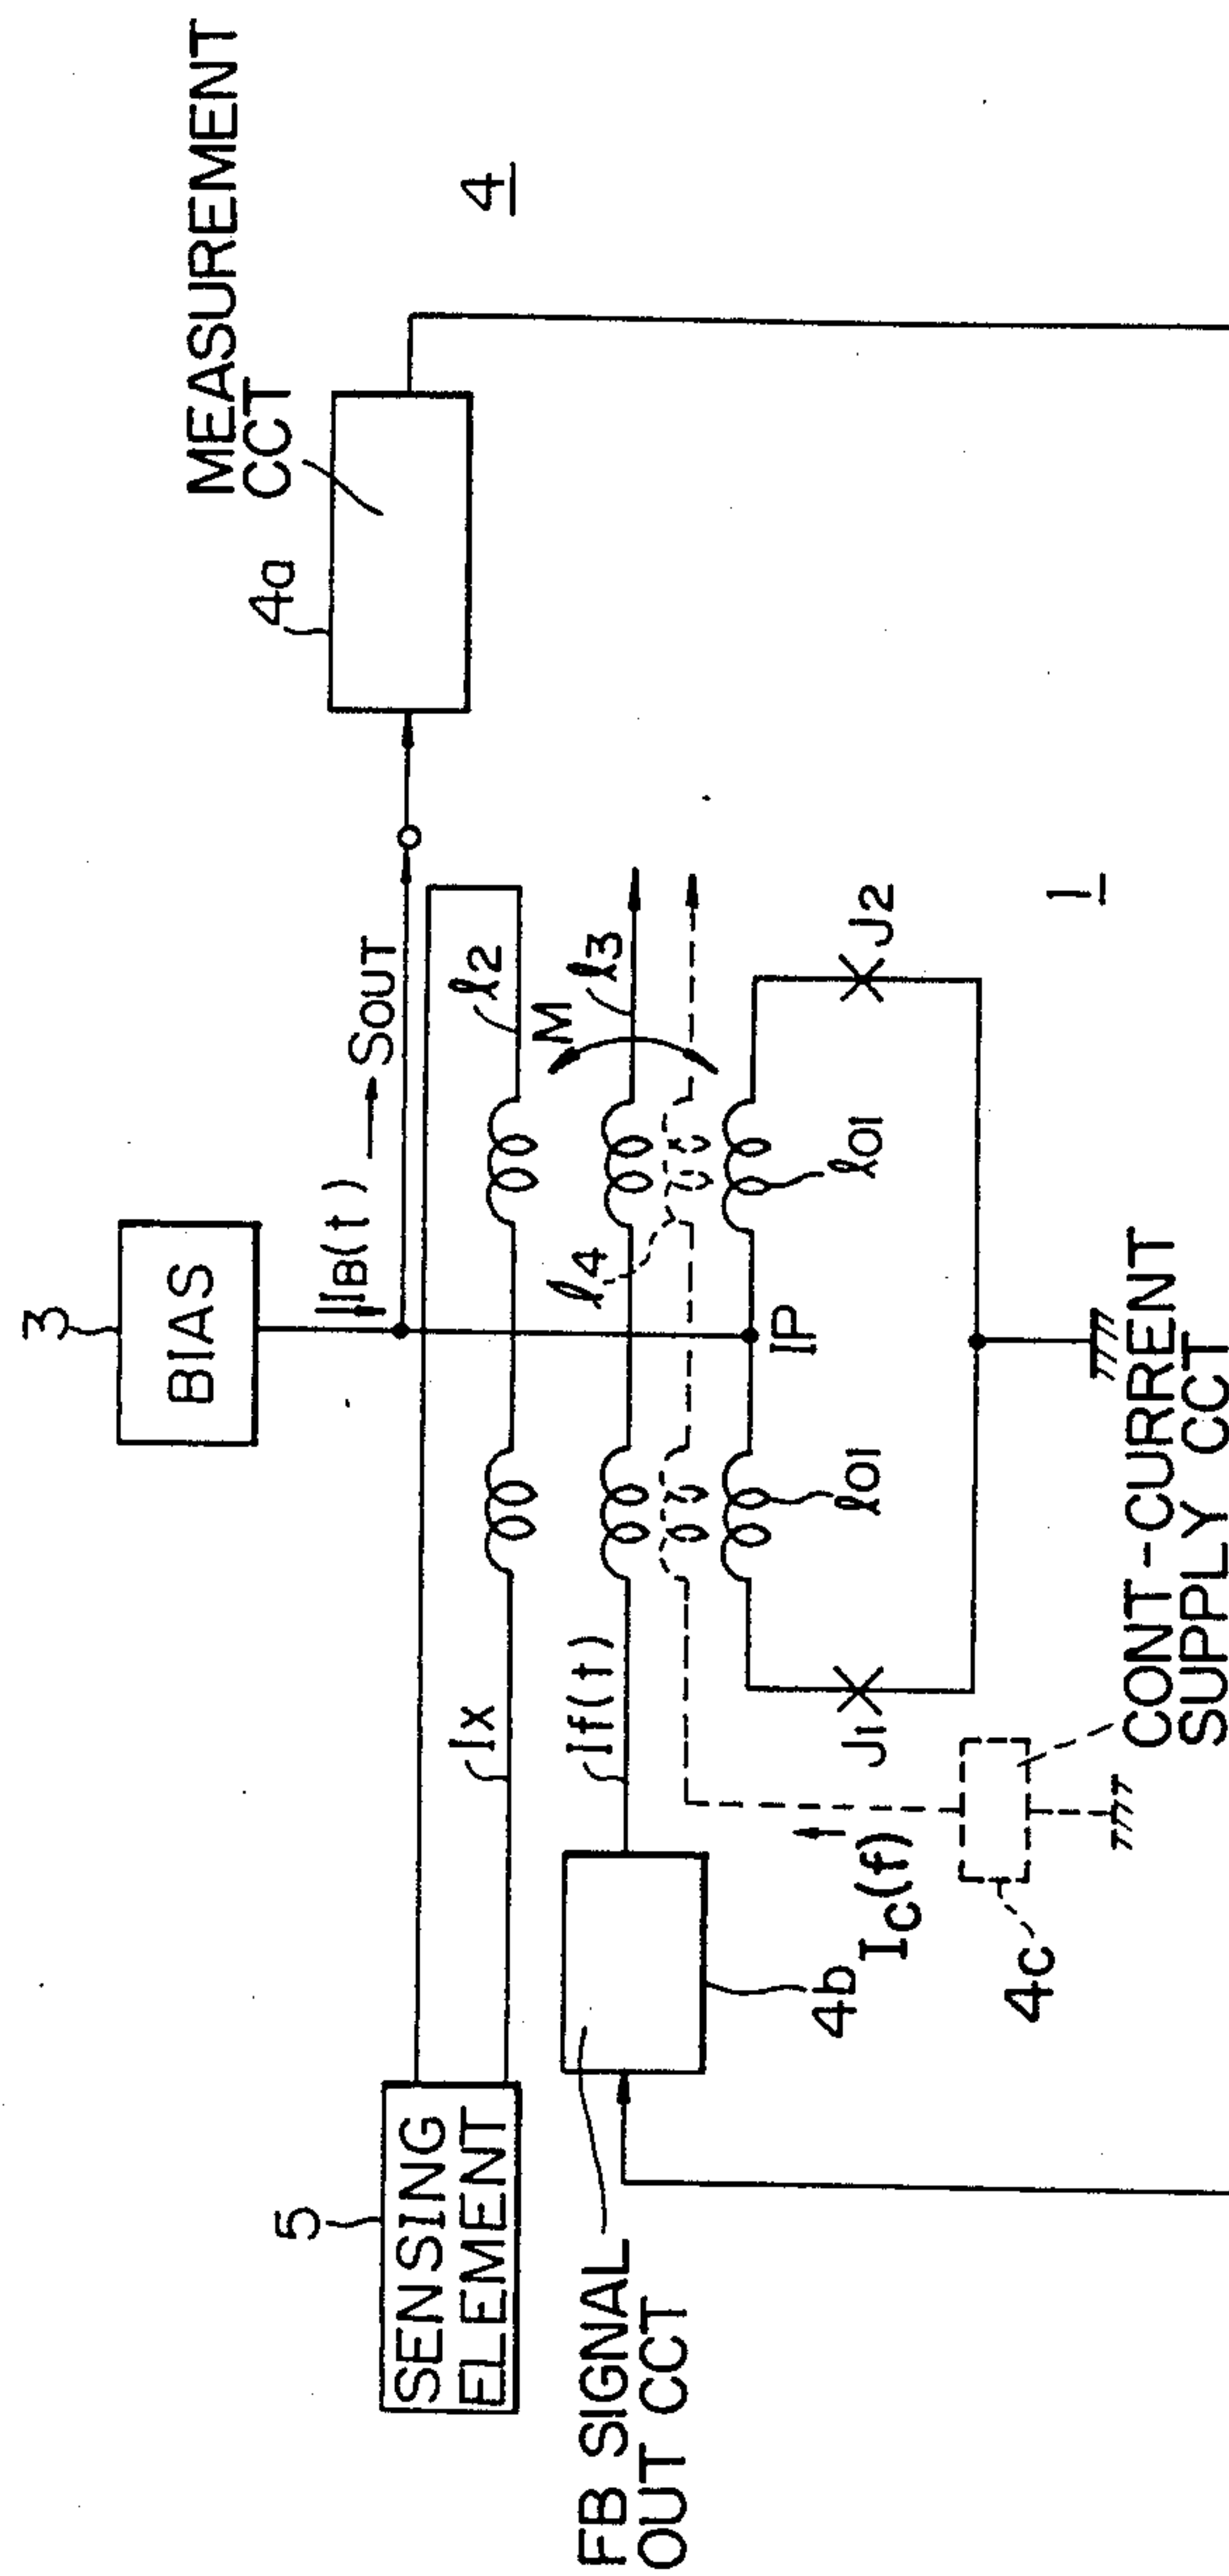 3
BIAS
IB(t)
SOUT
4a
MEASUREMENT
CCT
4
5
SENSING
ELEMENT
Ix
ℓ2
If(t)
ℓ3
M
ℓ4
FB SIGNAL
OUT CCT
4b
IP
ℓ01
ℓ01
J1
J2
1
Ic(f)
4c
CONT-CURRENT
SUPPLY CCT